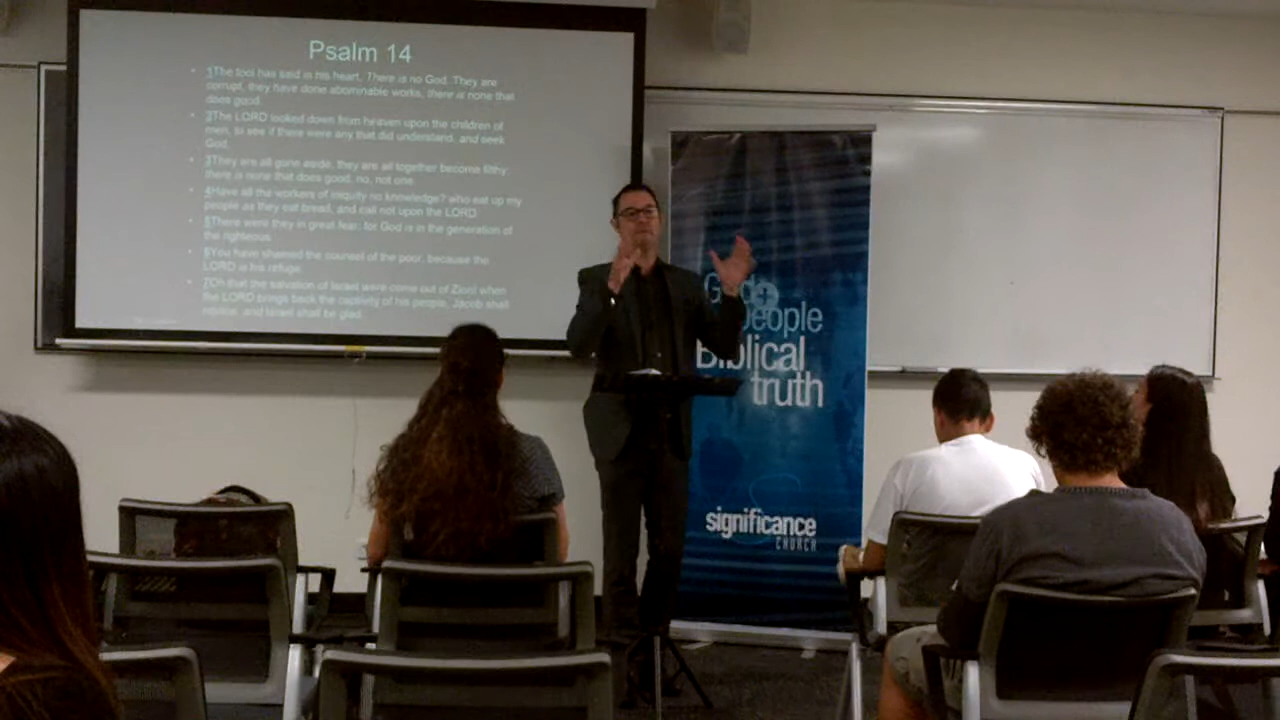 Psalm 14
• 1The fool has said in his heart, There is no God. They are
corrupt, they have done abominable works, there is none that
does good.
• 2The LORD looked down from heaven upon the children of
men, to see if there were any that did understand, and seek
God.
• 3They are all gone aside, they are all together become filthy:
there is none that does good, no, not one.
• 4Have all the workers of iniquity no knowledge? who eat up my
people as they eat bread, and call not upon the LORD.
• 5There were they in great fear: for God is in the generation of
the righteous.
• 6You have shamed the counsel of the poor, because the
LORD is his refuge.
• 7Oh that the salvation of Israel were come out of Zion! when
the LORD brings back the captivity of his people, Jacob shall
rejoice, and Israel shall be glad.
God+
people
Biblical
truth
significance
CHURCH